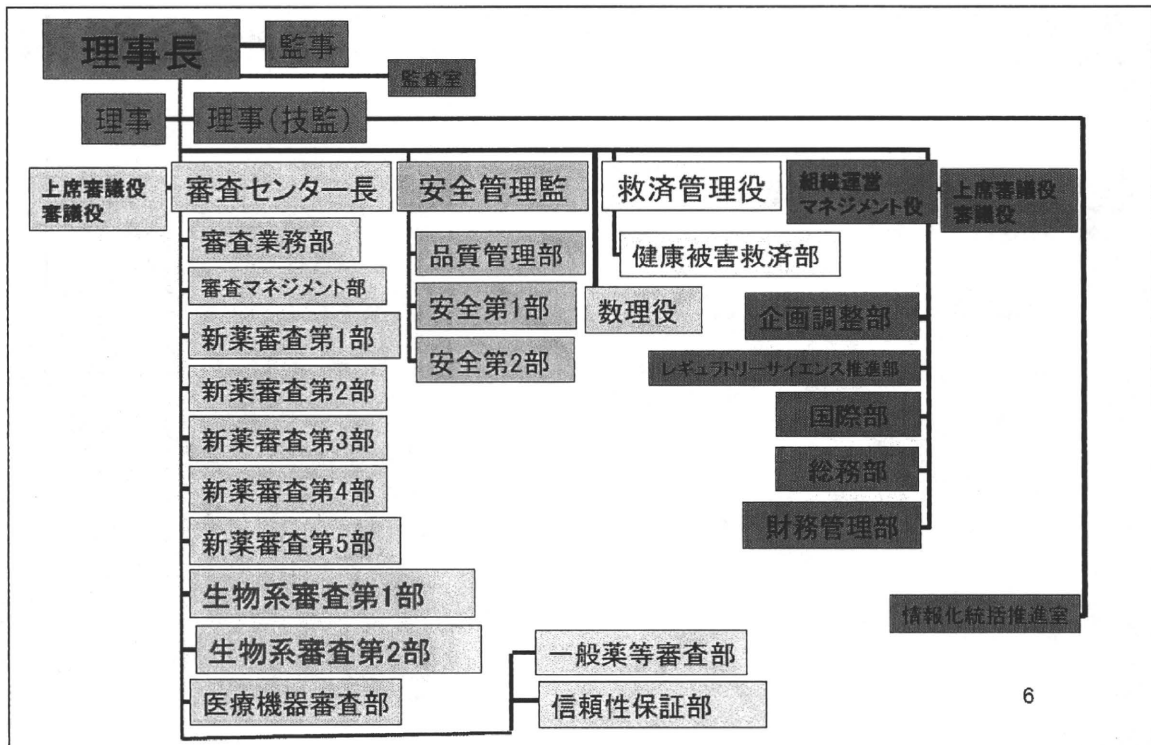 理事長
監事
監査室
理事
理事(技監)
上席審議役
審議役
審査センター長
安全管理監
救済管理役
組織運営
マネジメント役
上席審議役
審議役
審査業務部
審査マネジメント部
新薬審査第1部
新薬審査第2部
新薬審査第3部
新薬審査第4部
新薬審査第5部
生物系審査第1部
生物系審査第2部
医療機器審査部
一般薬等審査部
信頼性保証部
品質管理部
安全第1部
安全第2部
数理役
健康被害救済部
企画調整部
レギュラトリーサイエンス推進部
国際部
総務部
財務管理部
情報化統括推進室
6